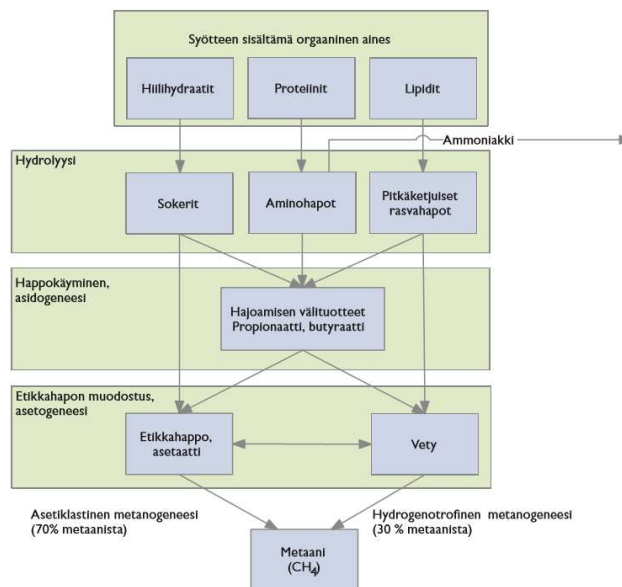 Syötteen sisältämä orgaaninen aines
Hiilihydraatit
Proteiinit
Lipidit
Ammoniakki
Hydrolyysi
Sokerit
Aminohapot
Pitkäketjuiset
rasvahapot
Happokäyminen,
asidogeneesi
Hajoamisen välituotteet
Propionaatti, butyraatti
Etikkahapon muodostus,
asetogeneesi
Etikkahappo,
asetaatti
Vety
Asetiklastinen metanogeneesi
(70% metaanista)
Hydrogenotrofinen metanogeneesi
(30 % metaanista)
Metaani
(CH4)